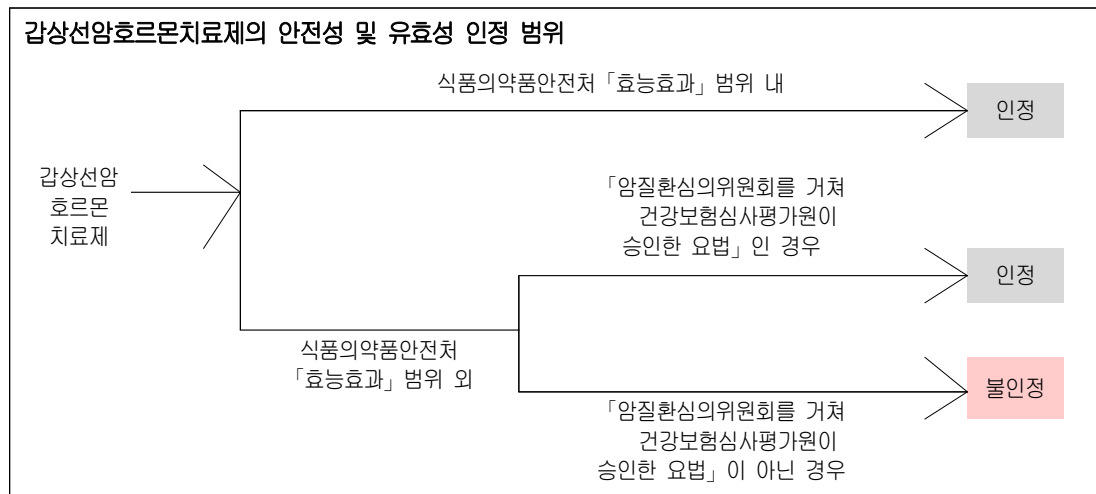 갑상선암호르몬치료제의 안전성 및 유효성 인정 범위
식품의약품안전처「효능효과」범위 내
인정
갑상선암
호르몬
치료제
「암질환심의위원회를 거쳐
건강보험심사평가원이
승인한 요법」인 경우
인정
식품의약품안전처
「효능효과」범위 외
불인정
「암질환심의위원회를 거쳐
건강보험심사평가원이
승인한 요법」이 아닌 경우